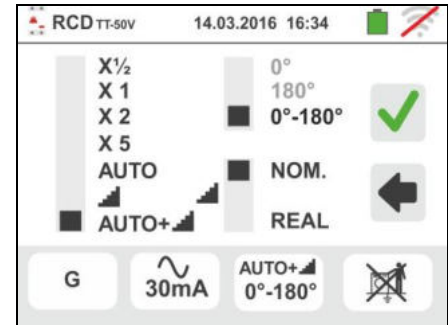 RCD TT-50V 14.03.2016 16:34
X½ 0°
X 1 180°
X 2 0°-180°
X 5
AUTO NOM.
AUTO+ REAL
G 30mA AUTO+ 0°-180°